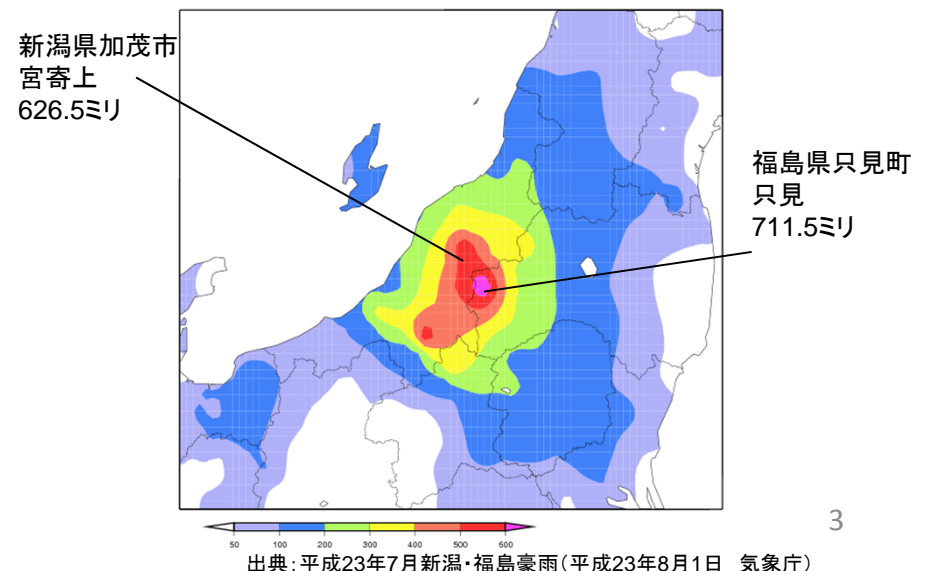 新潟県加茂市
宮寄上
626.5ミリ
福島県只見町
只見
711.5ミリ
3
50 100 200 300 400 500 600
出典：平成23年7月新潟・福島豪雨（平成23年8月1日　気象庁）